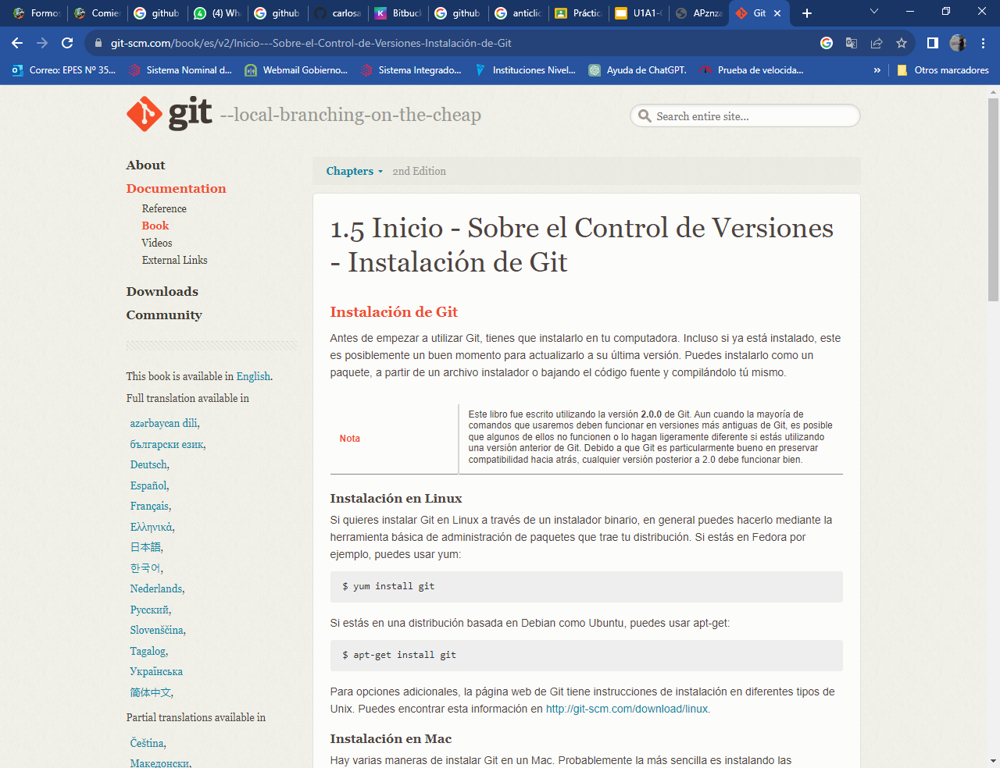 Formos
Comien
github
(4) Wha
github
carlosa
Bitbuck
github
anticlic
Práctica
U1A1-C
APznza
Git
git-scm.com/book/es/v2/Inicio---Sobre-el-Control-de-Versiones-Instalación-de-Git
Correo: EPES Nº 35...
Sistema Nominal d...
Webmail Gobierno...
Sistema Integrado...
Instituciones Nivel...
Ayuda de ChatGPT.
Prueba de velocida...
»
Otros marcadores
git --local-branching-on-the-cheap
Search entire site...
About
Documentation
Reference
Book
Videos
External Links
Downloads
Community
This book is available in English.
Full translation available in
azərbaycan dili,
български език,
Deutsch,
Español,
Français,
Ελληνικά,
日本語,
한국어,
Nederlands,
Русский,
Slovenščina,
Tagalog,
Українська
简体中文,
Partial translations available in
Čeština,
Македонски,
Chapters 2nd Edition
1.5 Inicio - Sobre el Control de Versiones
- Instalación de Git
Instalación de Git
Antes de empezar a utilizar Git, tienes que instalarlo en tu computadora. Incluso si ya está instalado, este
es posiblemente un buen momento para actualizarlo a su última versión. Puedes instalarlo como un
paquete, a partir de un archivo instalador o bajando el código fuente y compilándolo tú mismo.
Nota
Este libro fue escrito utilizando la versión 2.0.0 de Git. Aun cuando la mayoría de
comandos que usaremos deben funcionar en versiones más antiguas de Git, es posible
que algunos de ellos no funcionen o lo hagan ligeramente diferente si estás utilizando
una versión anterior de Git. Debido a que Git es particularmente bueno en preservar
compatibilidad hacia atrás, cualquier versión posterior a 2.0 debe funcionar bien.
Instalación en Linux
Si quieres instalar Git en Linux a través de un instalador binario, en general puedes hacerlo mediante la
herramienta básica de administración de paquetes que trae tu distribución. Si estás en Fedora por
ejemplo, puedes usar yum:
$ yum install git
Si estás en una distribución basada en Debian como Ubuntu, puedes usar apt-get:
$ apt-get install git
Para opciones adicionales, la página web de Git tiene instrucciones de instalación en diferentes tipos de
Unix. Puedes encontrar esta información en http://git-scm.com/download/linux.
Instalación en Mac
Hay varias maneras de instalar Git en un Mac. Probablemente la más sencilla es instalando las